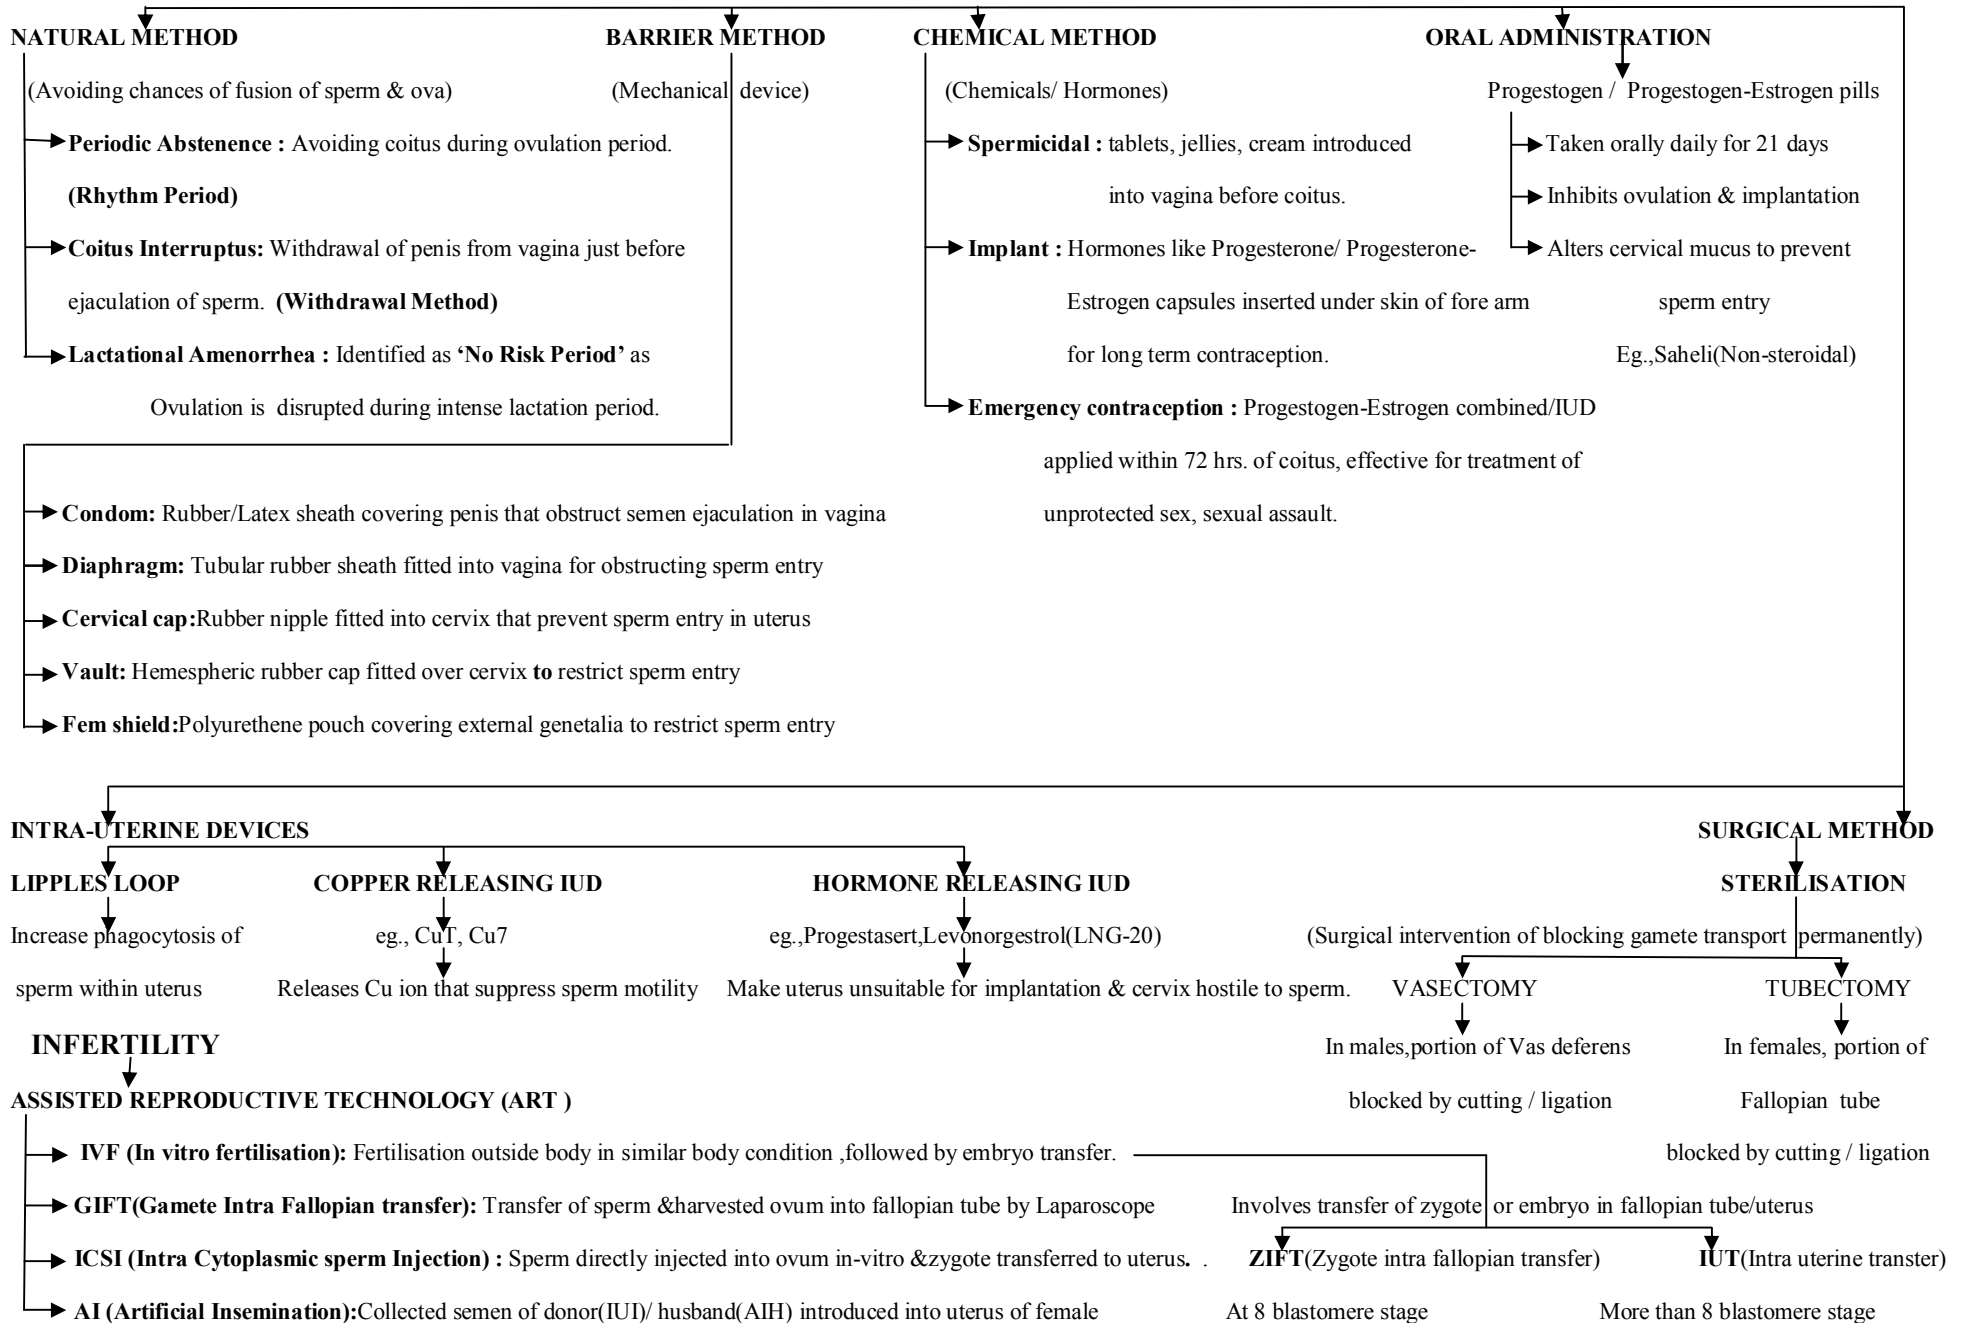 NATURAL METHOD
(Avoiding chances of fusion of sperm & ova)
Periodic Abstenence : Avoiding coitus during ovulation period.
(Rhythm Period)
Coitus Interruptus: Withdrawal of penis from vagina just before
ejaculation of sperm. (Withdrawal Method)
Lactational Amenorrhea : Identified as ‘No Risk Period’ as
Ovulation is disrupted during intense lactation period.
BARRIER METHOD
(Mechanical device)
Condom: Rubber/Latex sheath covering penis that obstruct semen ejaculation in vagina
Diaphragm: Tubular rubber sheath fitted into vagina for obstructing sperm entry
Cervical cap:Rubber nipple fitted into cervix that prevent sperm entry in uterus
Vault: Hemespheric rubber cap fitted over cervix to restrict sperm entry
Fem shield:Polyurethene pouch covering external genetalia to restrict sperm entry
CHEMICAL METHOD
(Chemicals/ Hormones)
Spermicidal : tablets, jellies, cream introduced
into vagina before coitus.
Implant : Hormones like Progesterone/ Progesterone-
Estrogen capsules inserted under skin of fore arm
for long term contraception.
Emergency contraception : Progestogen-Estrogen combined/IUD
applied within 72 hrs. of coitus, effective for treatment of
unprotected sex, sexual assault.
ORAL ADMINISTRATION
Progestogen / Progestogen-Estrogen pills
Taken orally daily for 21 days
Inhibits ovulation & implantation
Alters cervical mucus to prevent
sperm entry
Eg.,Saheli(Non-steroidal)
INTRA-UTERINE DEVICES
LIPPLES LOOP
Increase phagocytosis of
sperm within uterus
COPPER RELEASING IUD
eg., CuT, Cu7
Releases Cu ion that suppress sperm motility
HORMONE RELEASING IUD
eg.,Progestasert,Levonorgestrol(LNG-20)
Make uterus unsuitable for implantation & cervix hostile to sperm.
SURGICAL METHOD
STERILISATION
(Surgical intervention of blocking gamete transport permanently)
VASECTOMY
In males,portion of Vas deferens
blocked by cutting / ligation
TUBECTOMY
In females, portion of
Fallopian tube
blocked by cutting / ligation
INFERTILITY
ASSISTED REPRODUCTIVE TECHNOLOGY (ART )
IVF (In vitro fertilisation): Fertilisation outside body in similar body condition ,followed by embryo transfer.
GIFT(Gamete Intra Fallopian transfer): Transfer of sperm &harvested ovum into fallopian tube by Laparoscope
ICSI (Intra Cytoplasmic sperm Injection) : Sperm directly injected into ovum in-vitro &zygote transferred to uterus. .
AI (Artificial Insemination):Collected semen of donor(IUI)/ husband(AIH) introduced into uterus of female
Involves transfer of zygote or embryo in fallopian tube/uterus
ZIFT(Zygote intra fallopian transfer)
At 8 blastomere stage
IUT(Intra uterine transter)
More than 8 blastomere stage